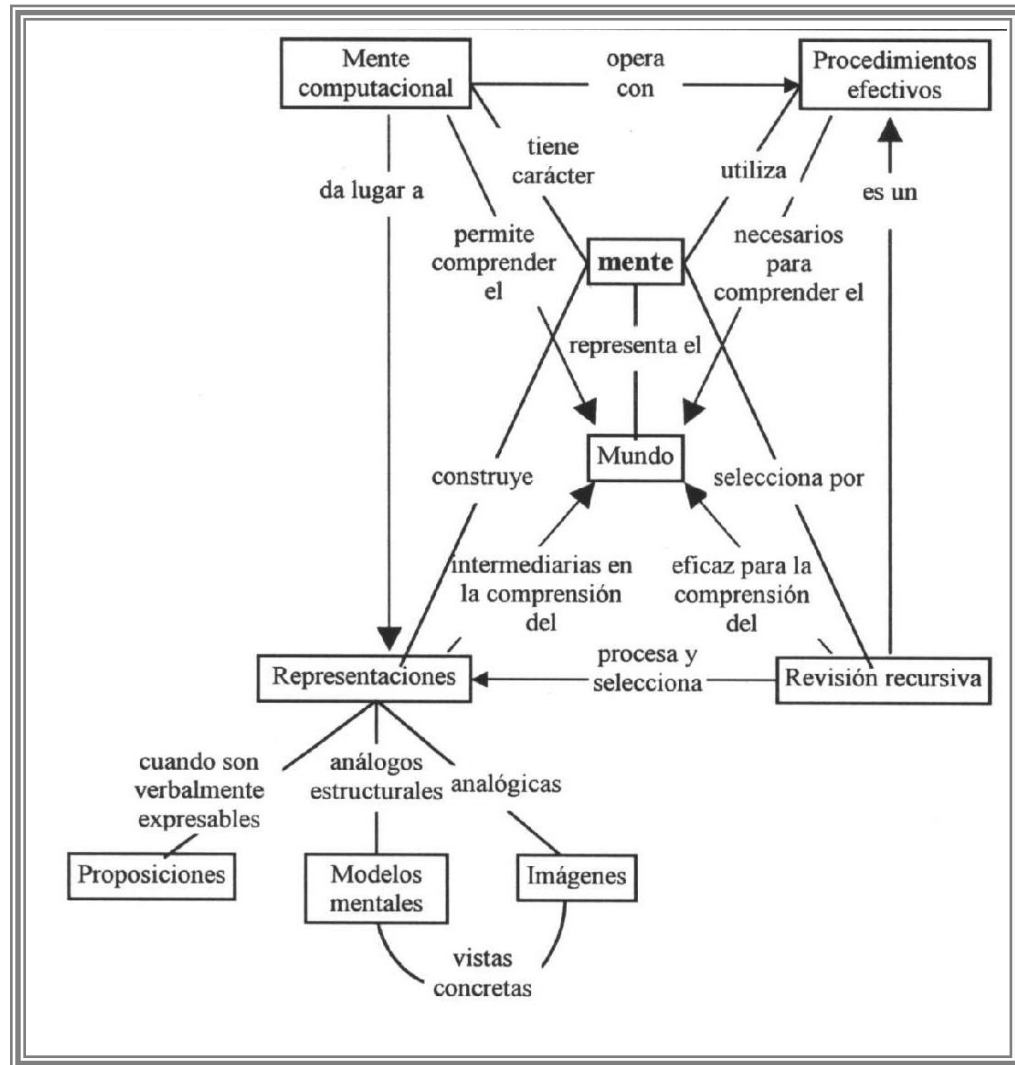 Mente
computacional
opera
con
Procedimientos
efectivos
tiene
carácter
utiliza
da lugar a
es un
permite
comprender
el
mente
necesarios
para
comprender el
representa el
Mundo
construye
selecciona por
intermediarias en
la comprensión
del
eficaz para la
comprensión
del
Representaciones
procesa y
selecciona
Revisión recursiva
cuando son
verbalmente
expresables
análogos
estructurales
analógicas
Proposiciones
Modelos
mentales
Imágenes
vistas
concretas